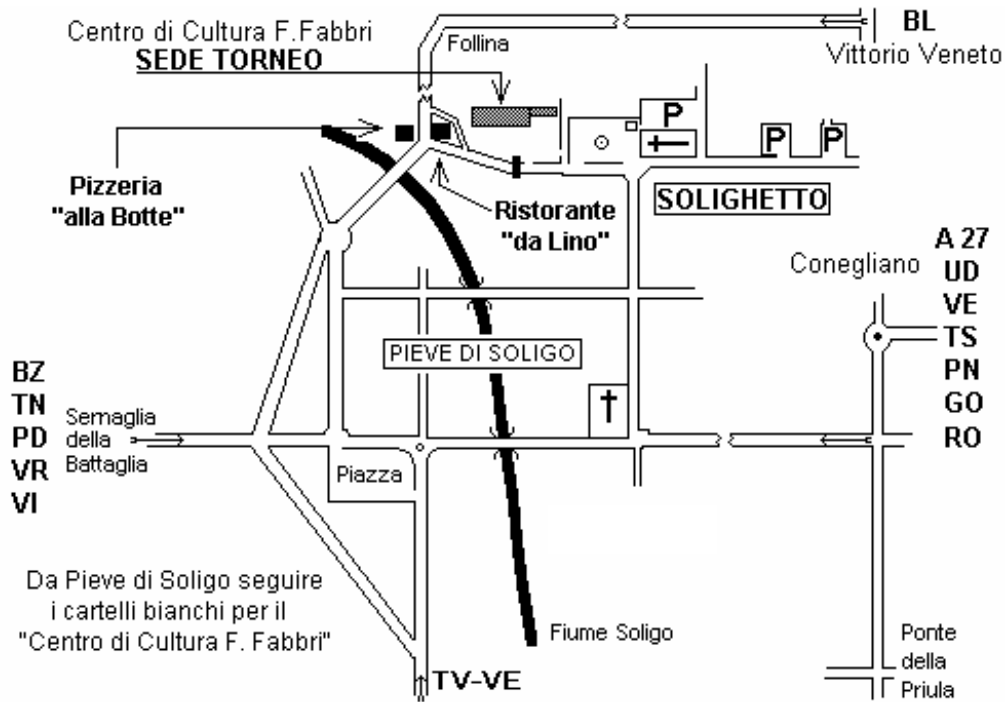 Centro di Cultura F.Fabbri
SEDE TORNEO
Follina
BL
Vittorio Veneto
P
P
P
Pizzeria
"alla Botte"
Ristorante
"da Lino"
SOLIGHETTO
Conegliano
A 27
UD
VE
TS
PN
GO
RO
PIEVE DI SOLIGO
BZ
TN
PD
VR
VI
Sernaglia
della
Battaglia
Piazza
Da Pieve di Soligo seguire
i cartelli bianchi per il
"Centro di Cultura F. Fabbri"
Fiume Soligo
TV-VE
Ponte
della
Priula